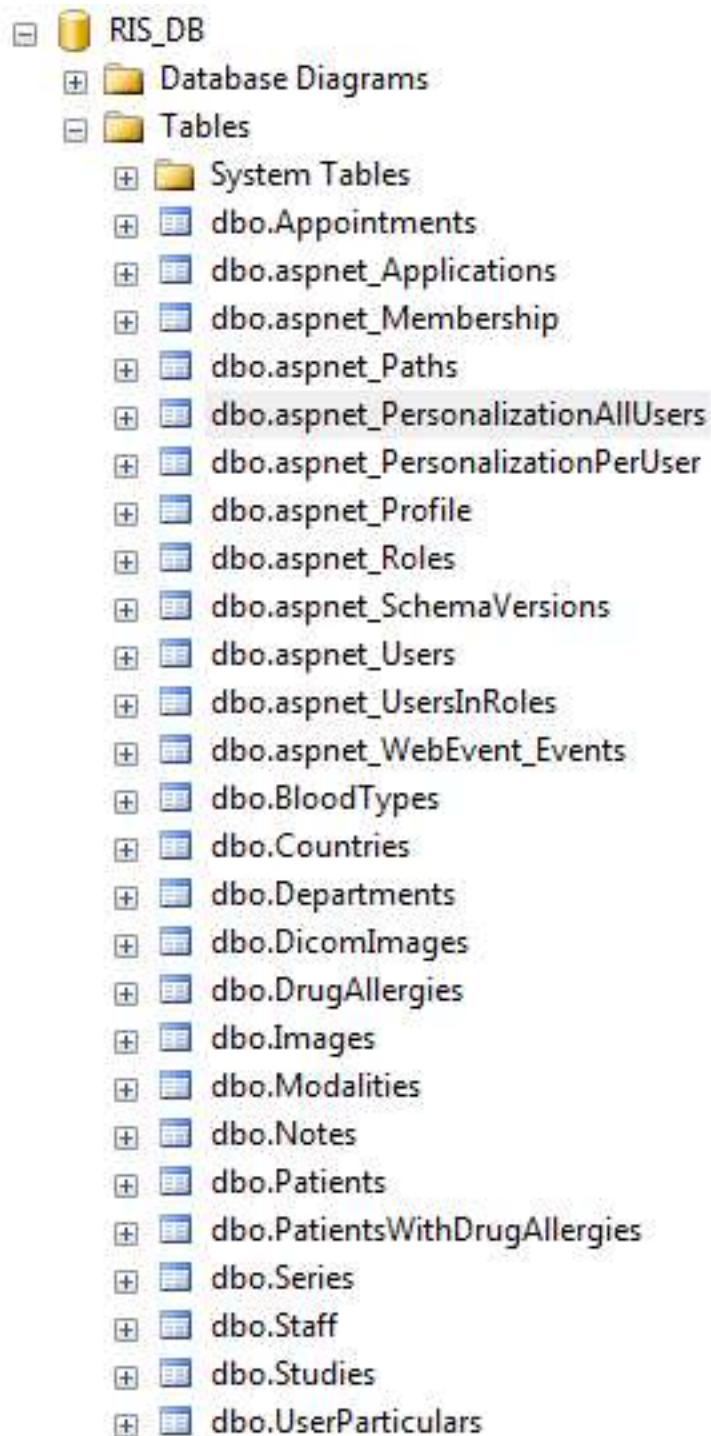 RIS_DB
Database Diagrams
Tables
System Tables
dbo.Appointments
dbo.aspnet_Applications
dbo.aspnet_Membership
dbo.aspnet_Paths
dbo.aspnet_PersonalizationAllUsers
dbo.aspnet_PersonalizationPerUser
dbo.aspnet_Profile
dbo.aspnet_Roles
dbo.aspnet_SchemaVersions
dbo.aspnet_Users
dbo.aspnet_UsersInRoles
dbo.aspnet_WebEvent_Events
dbo.BloodTypes
dbo.Countries
dbo.Departments
dbo.DicomImages
dbo.DrugAllergies
dbo.Images
dbo.Modalities
dbo.Notes
dbo.Patients
dbo.PatientsWithDrugAllergies
dbo.Series
dbo.Staff
dbo.Studies
dbo.UserParticulars